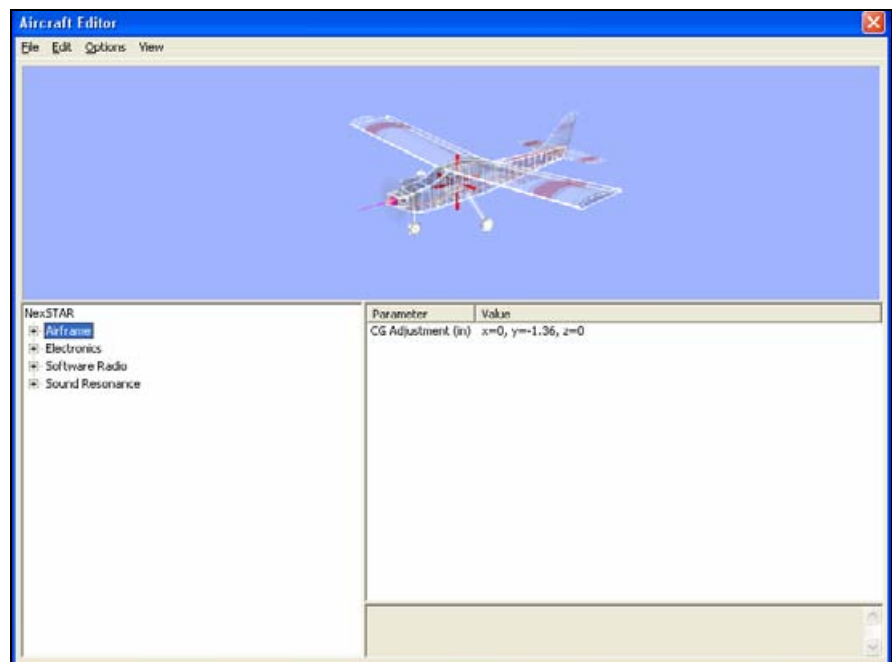 Aircraft Editor
File Edit Options View
NexSTAR
Airframe
Electronics
Software Radio
Sound Resonance
Parameter Value
CG Adjustment (in) x=0, y=-1.36, z=0